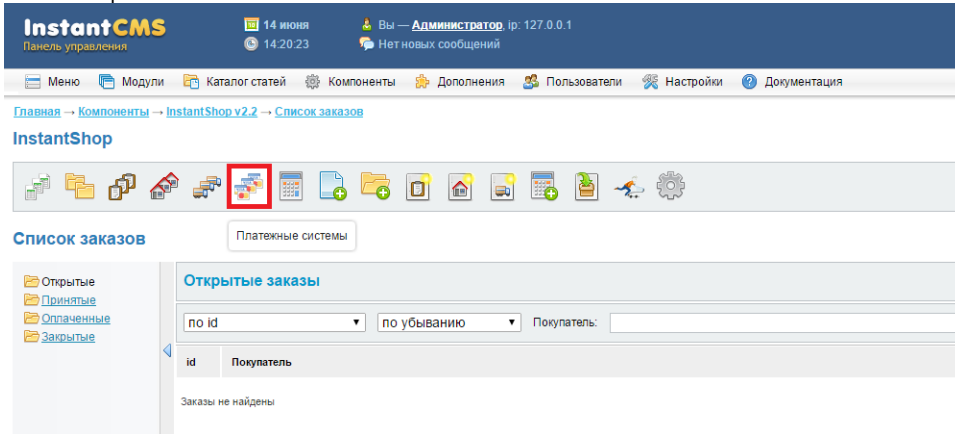 InstantCMS
Панель управления
14 июня
14:20:23
Вы — Администратор, ip: 127.0.0.1
Нет новых сообщений
Меню Модули Каталог статей Компоненты Дополнения Пользователи Настройки Документация
Главная → Компоненты → InstantShop v2.2 → Список заказов
InstantShop
Платежные системы
Список заказов
Открытые
Принятые
Оплаченные
Закрытые
Открытые заказы
по id по убыванию Покупатель:
id Покупатель
Заказы не найдены